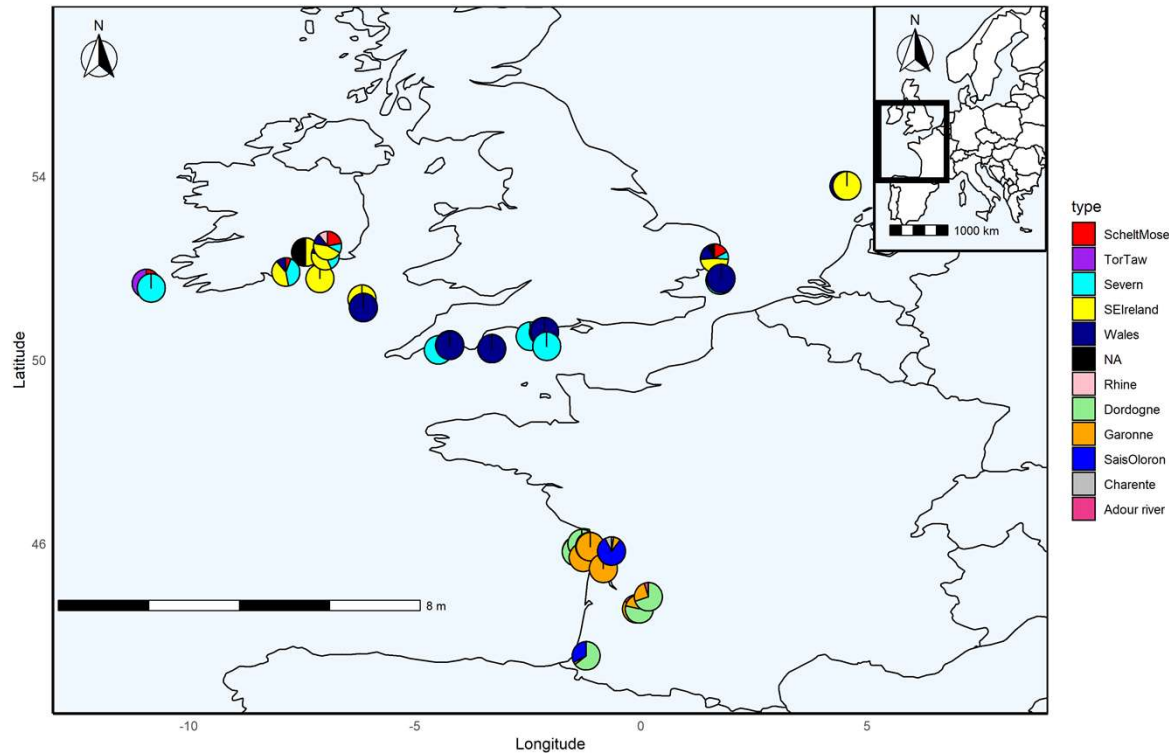 N
N
1000 km
54
50
46
Latitude
8 m
-10
-5
0
5
Longitude
type
ScheltMose
TorTaw
Severn
SEIreland
Wales
NA
Rhine
Dordogne
Garonne
SaisOloron
Charente
Adour river